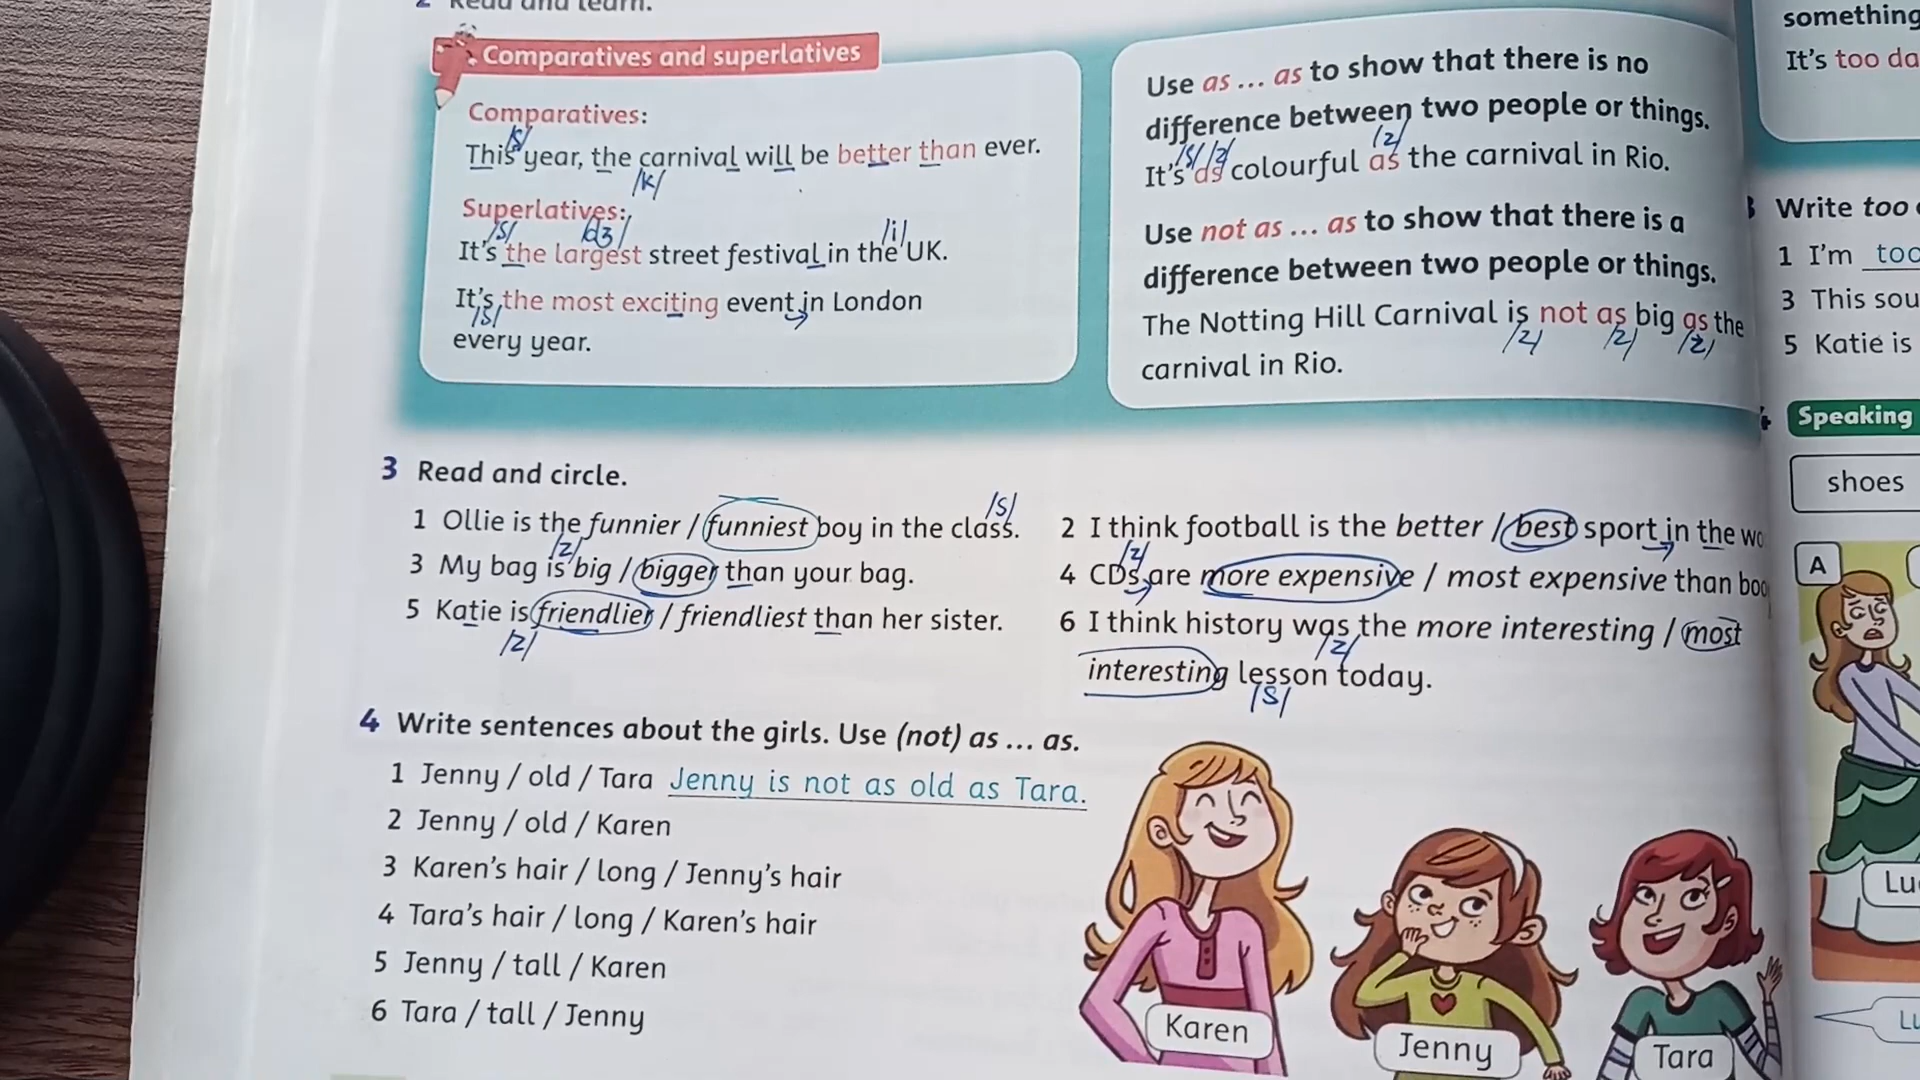 2 Read and learn.
Comparatives and superlatives
Comparatives:
/s/
This year, the carnival will be better than ever.
/k/
Superlatives:
/s/ /dʒ/ /i/
It's the largest street festival in the UK.
It's the most exciting event in London
/s/
every year.
Use as ... as to show that there is no
difference between two people or things.
/s/ /z/ /z/
It's as colourful as the carnival in Rio.
Use not as ... as to show that there is a
difference between two people or things.
The Notting Hill Carnival is not as big as the
/z/ /z/ /z/
carnival in Rio.
3 Read and circle.
/s/
1 Ollie is the funnier / funniest boy in the class.
/z/
3 My bag is big / bigger than your bag.
5 Katie is friendlier / friendliest than her sister.
/z/
2 I think football is the better / best sport in the
/z/
4 CDs are more expensive / most expensive than
6 I think history was the more interesting / most
/z/
interesting lesson today.
/s/
4 Write sentences about the girls. Use (not) as ... as.
1 Jenny / old / Tara Jenny is not as old as Tara.
2 Jenny / old / Karen
3 Karen's hair / long / Jenny's hair
4 Tara's hair / long / Karen's hair
5 Jenny / tall / Karen
6 Tara / tall / Jenny
Karen
Jenny
Tara
something
It's too
Write too
1 I'm too
3 This
5 Katie is
Speaking
shoes
A